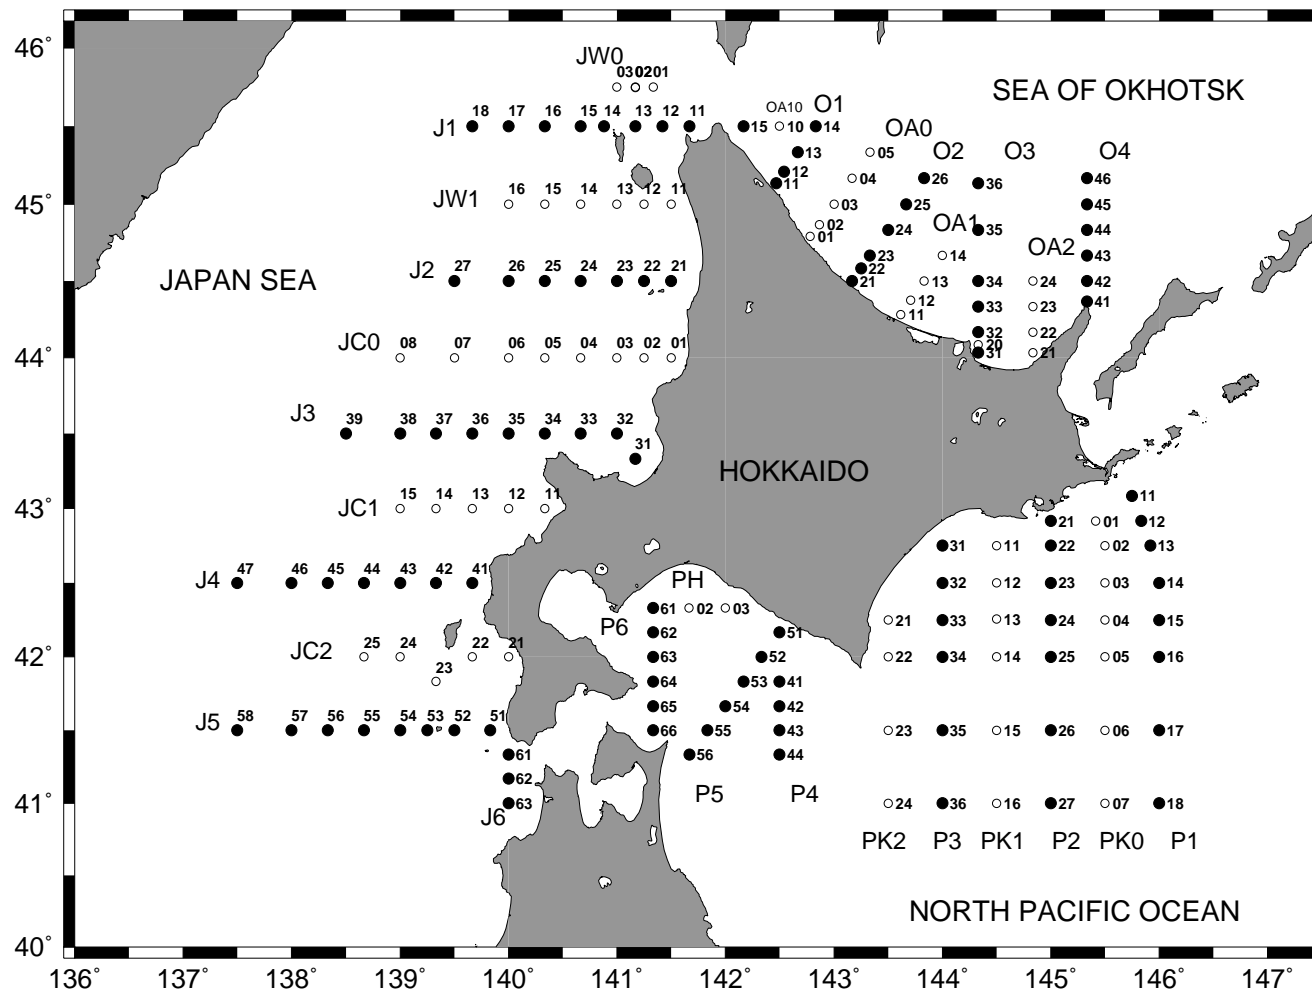 46°
JW0
SEA OF OKHOTSK
03 02 01
J1
18 17 16 15 14 13 12 11
OA10
O1
15 10 14
OA0
13
05
O2
O3
O4
12
11
04
26
36
46
JW1
45°
16 15 14 13 12 11
03
25
45
02
01
24
OA1
35
44
OA2
JAPAN SEA
J2
27 26 25 24 23 22 21
23
14
43
22
21
13
34
24
42
12
33
23
41
11
JC0
08 07 06 05 04 03 02 01
32
22
20
31
21
44°
J3
39 38 37 36 35 34 33 32
31
HOKKAIDO
43°
JC1
15 14 13 12 11
11
21 01 12
31 11 22 02 13
J4
47 46 45 44 43 42 41
32 12 23 03 14
PH
61 02 03
P6
21 33 13 24 04 15
62
51
JC2
42°
25 24 22 21
23
63
52
22 34 14 25 05 16
64
53 41
65
54 42
J5
58 57 56 55 54 53 52 51
66
55 43
23 35 15 26 06 17
61
56
44
62
P5
P4
J6
63
41°
24 36 16 27 07 18
PK2 P3 PK1 P2 PK0 P1
NORTH PACIFIC OCEAN
40°
136° 137° 138° 139° 140° 141° 142° 143° 144° 145° 146° 147°